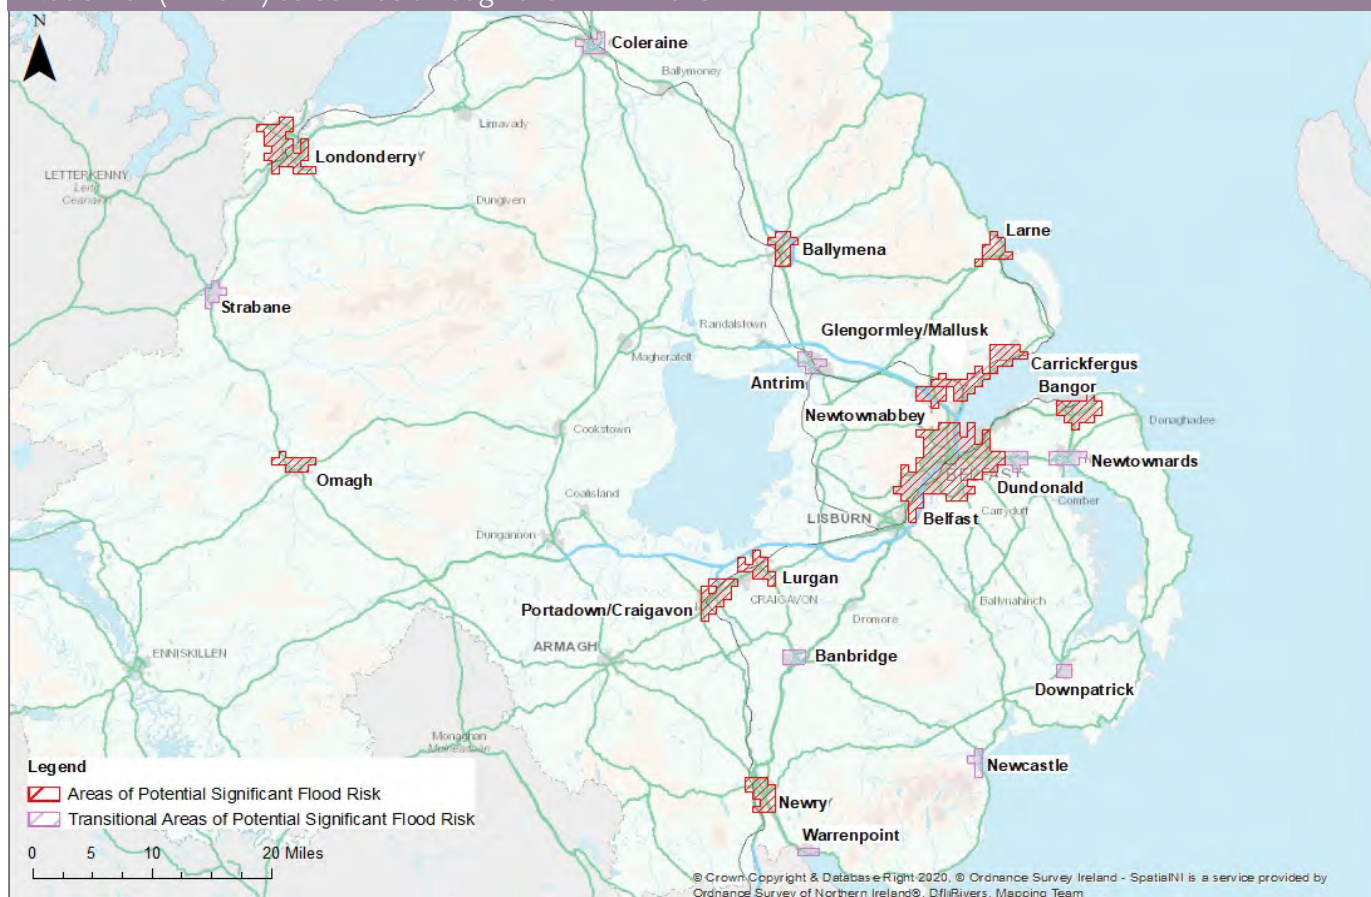 N
Coleraine
Ballymoney
Limavady
Londonderry
LETTERKENNY
Leitir
Ceanainn
Dungiven
Larne
Ballymena
Strabane
Glengormley/Mallusk
Randalstown
Magherafelt
Carrickfergus
Antrim
Bangor
Newtownabbey
Donaghadee
Cookstown
Omagh
Newtownards
Dundonald
Coalisland
Comber
LISBURN
Belfast
Carryduff
Dungannon
Lurgan
CRAIGAVON
Portadown/Craigavon
Ballynahinch
Dromore
ARMAGH
ENNISKILLEN
Banbridge
Downpatrick
Monaghan
Newcastle
Legend
Areas of Potential Significant Flood Risk
Transitional Areas of Potential Significant Flood Risk
Newry
Warrenpoint
0 5 10 20 Miles
© Crown Copyright & Database Right 2020, © Ordnance Survey Ireland - SpatialNI is a service provided by
Ordnance Survey of Northern Ireland®, DfI Rivers, Mapping Team